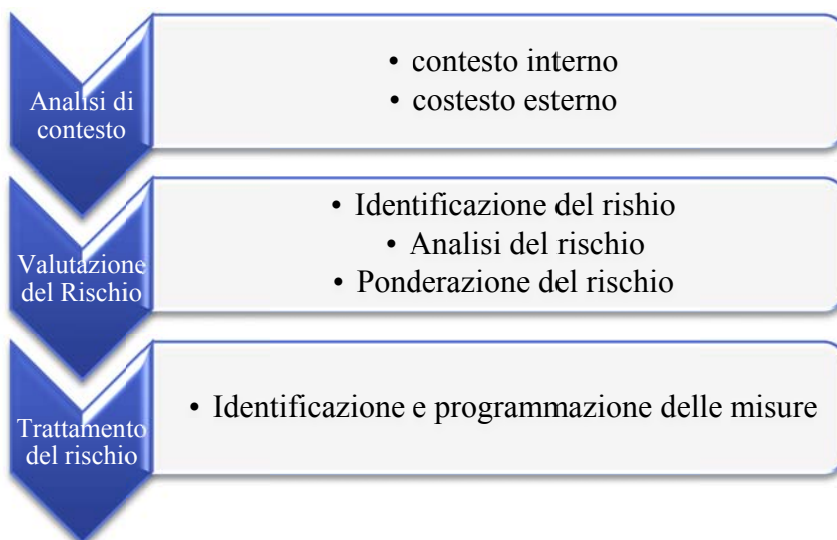 Analisi di
contesto
• contesto interno
• costesto esterno
Valutazione
del Rischio
• Identificazione del rishio
• Analisi del rischio
• Ponderazione del rischio
Trattamento
del rischio
• Identificazione e programmazione delle misure